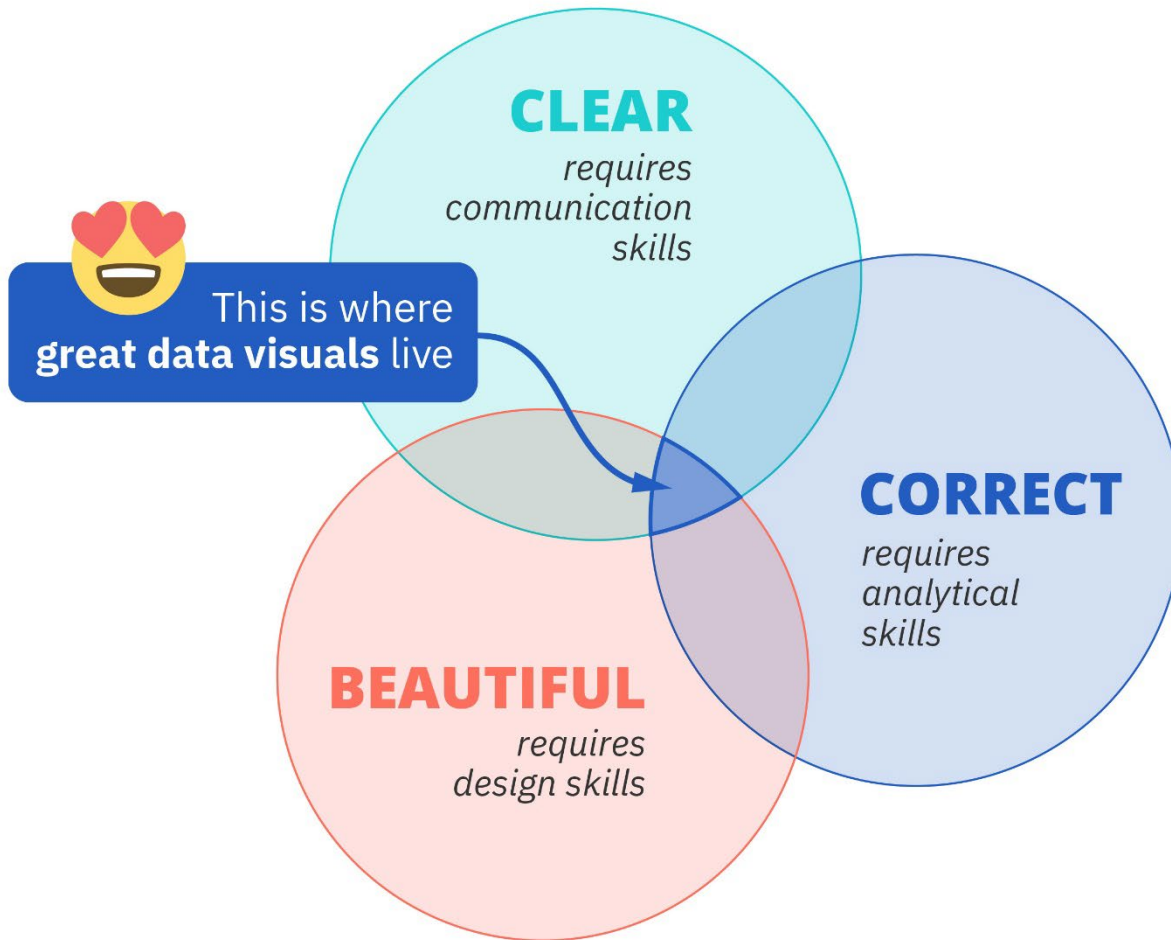 CLEAR
requires
communication
skills
This is where
great data visuals live
CORRECT
requires
analytical
skills
BEAUTIFUL
requires
design skills